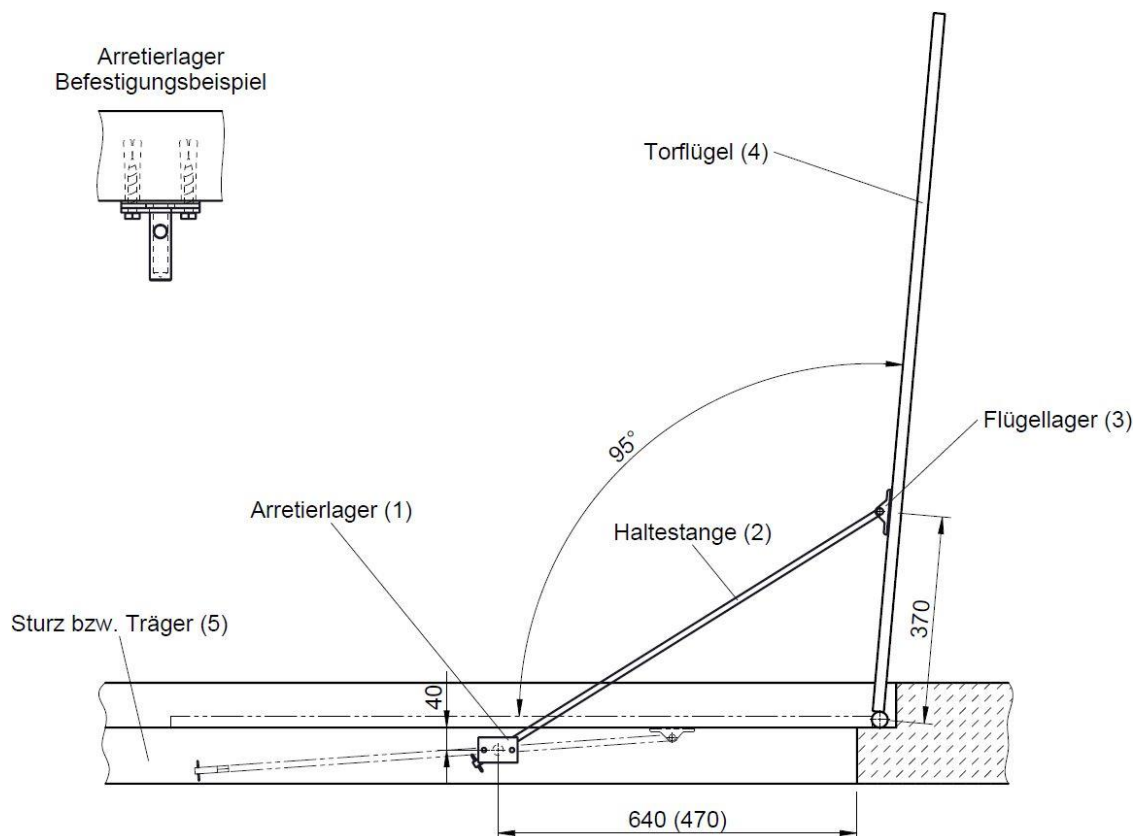 Arretierlager
Befestigungsbeispiel
Torflügel (4)
Flügellager (3)
95°
Arretierlager (1)
Haltestange (2)
370
Sturz bzw. Träger (5)
40
640 (470)